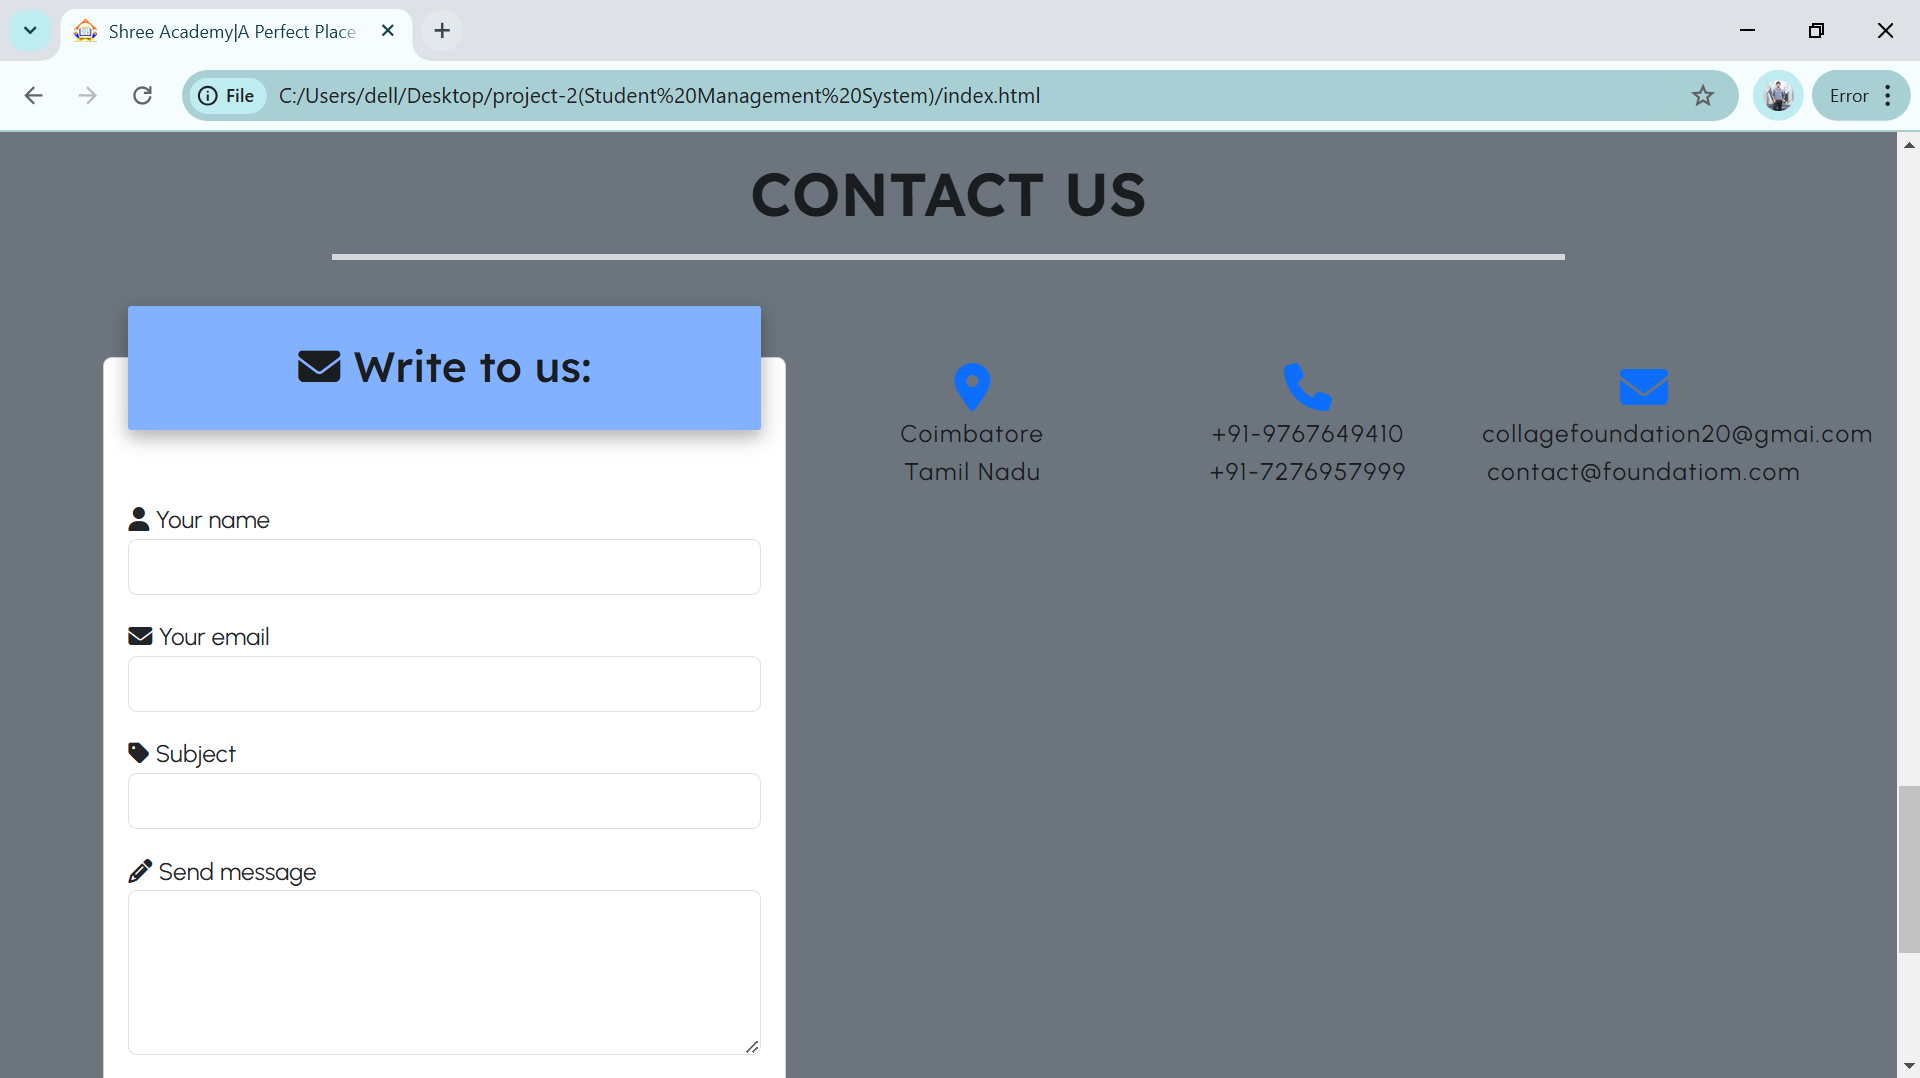 Shree Academy|A Perfect Place
File
C:/Users/dell/Desktop/project-2(Student%20Management%20System)/index.html
Error
CONTACT US
Write to us:
Your name
Your email
Subject
Send message
Coimbatore
Tamil Nadu
+91-9767649410
+91-7276957999
collagefoundation20@gmai.com
contact@foundatiom.com